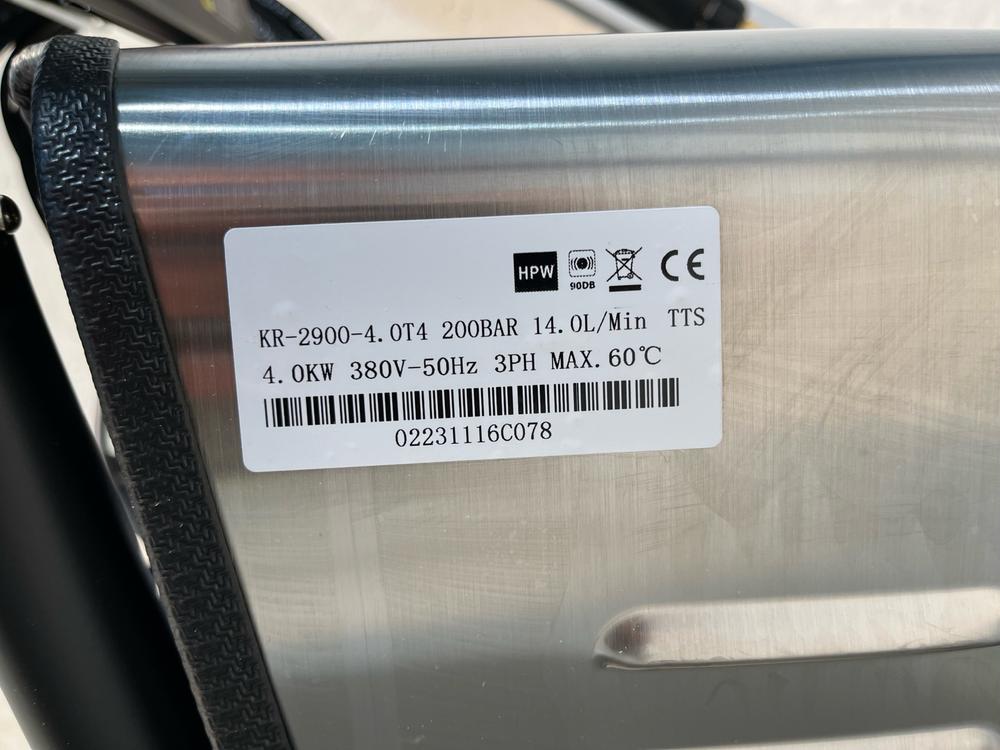 HPW
90DB
CE
KR-2900-4.0T4 200BAR 14.0L/Min TTS
4.0KW 380V-50Hz 3PH MAX.60℃
02231116C078